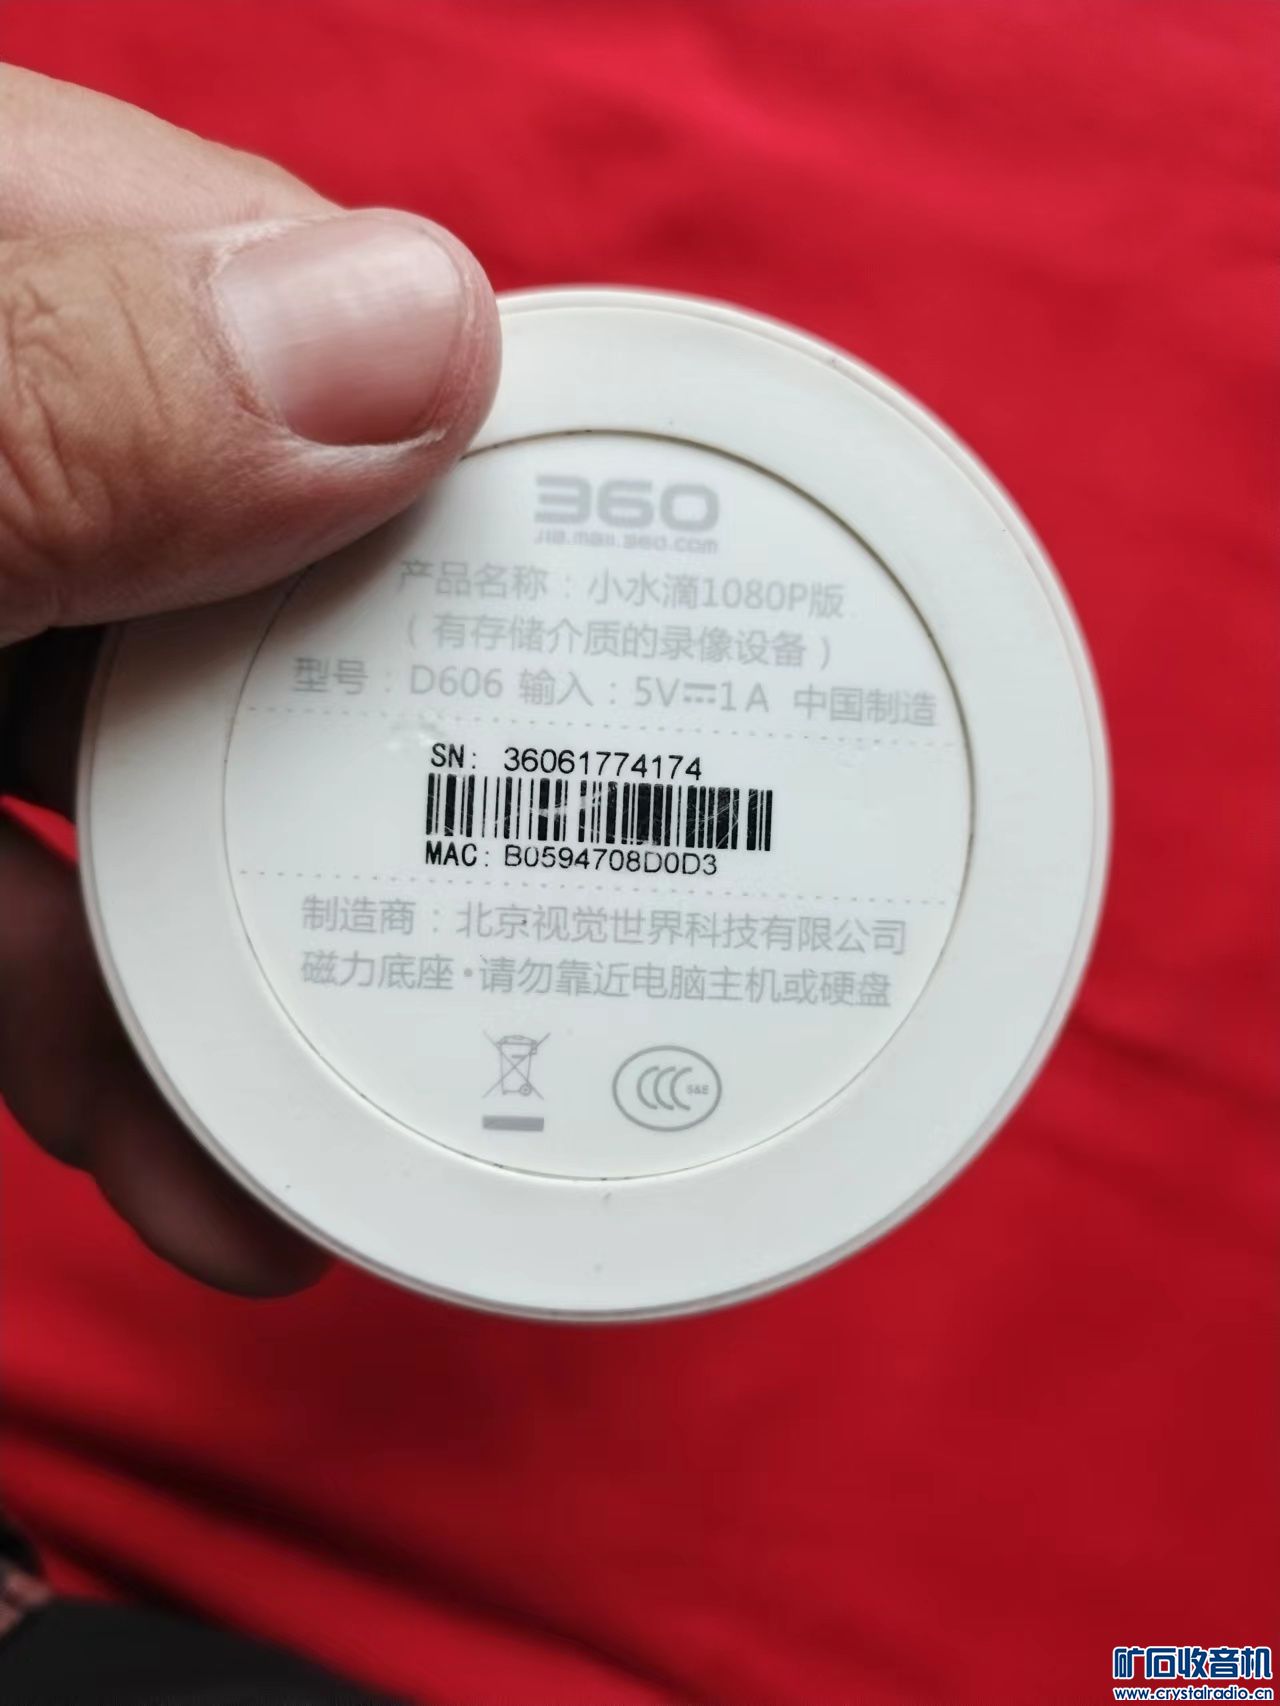 360
jia.mall.360.com
产品名称：小水滴1080P版
（有存储介质的录像设备）
型号：D606 输入：5V⎓1A 中国制造
SN: 36061774174
MAC: B0594708D0D3
制造商：北京视觉世界科技有限公司
磁力底座·请勿靠近电脑主机或硬盘
CCC S&E
矿石收音机
www.crystalradio.cn